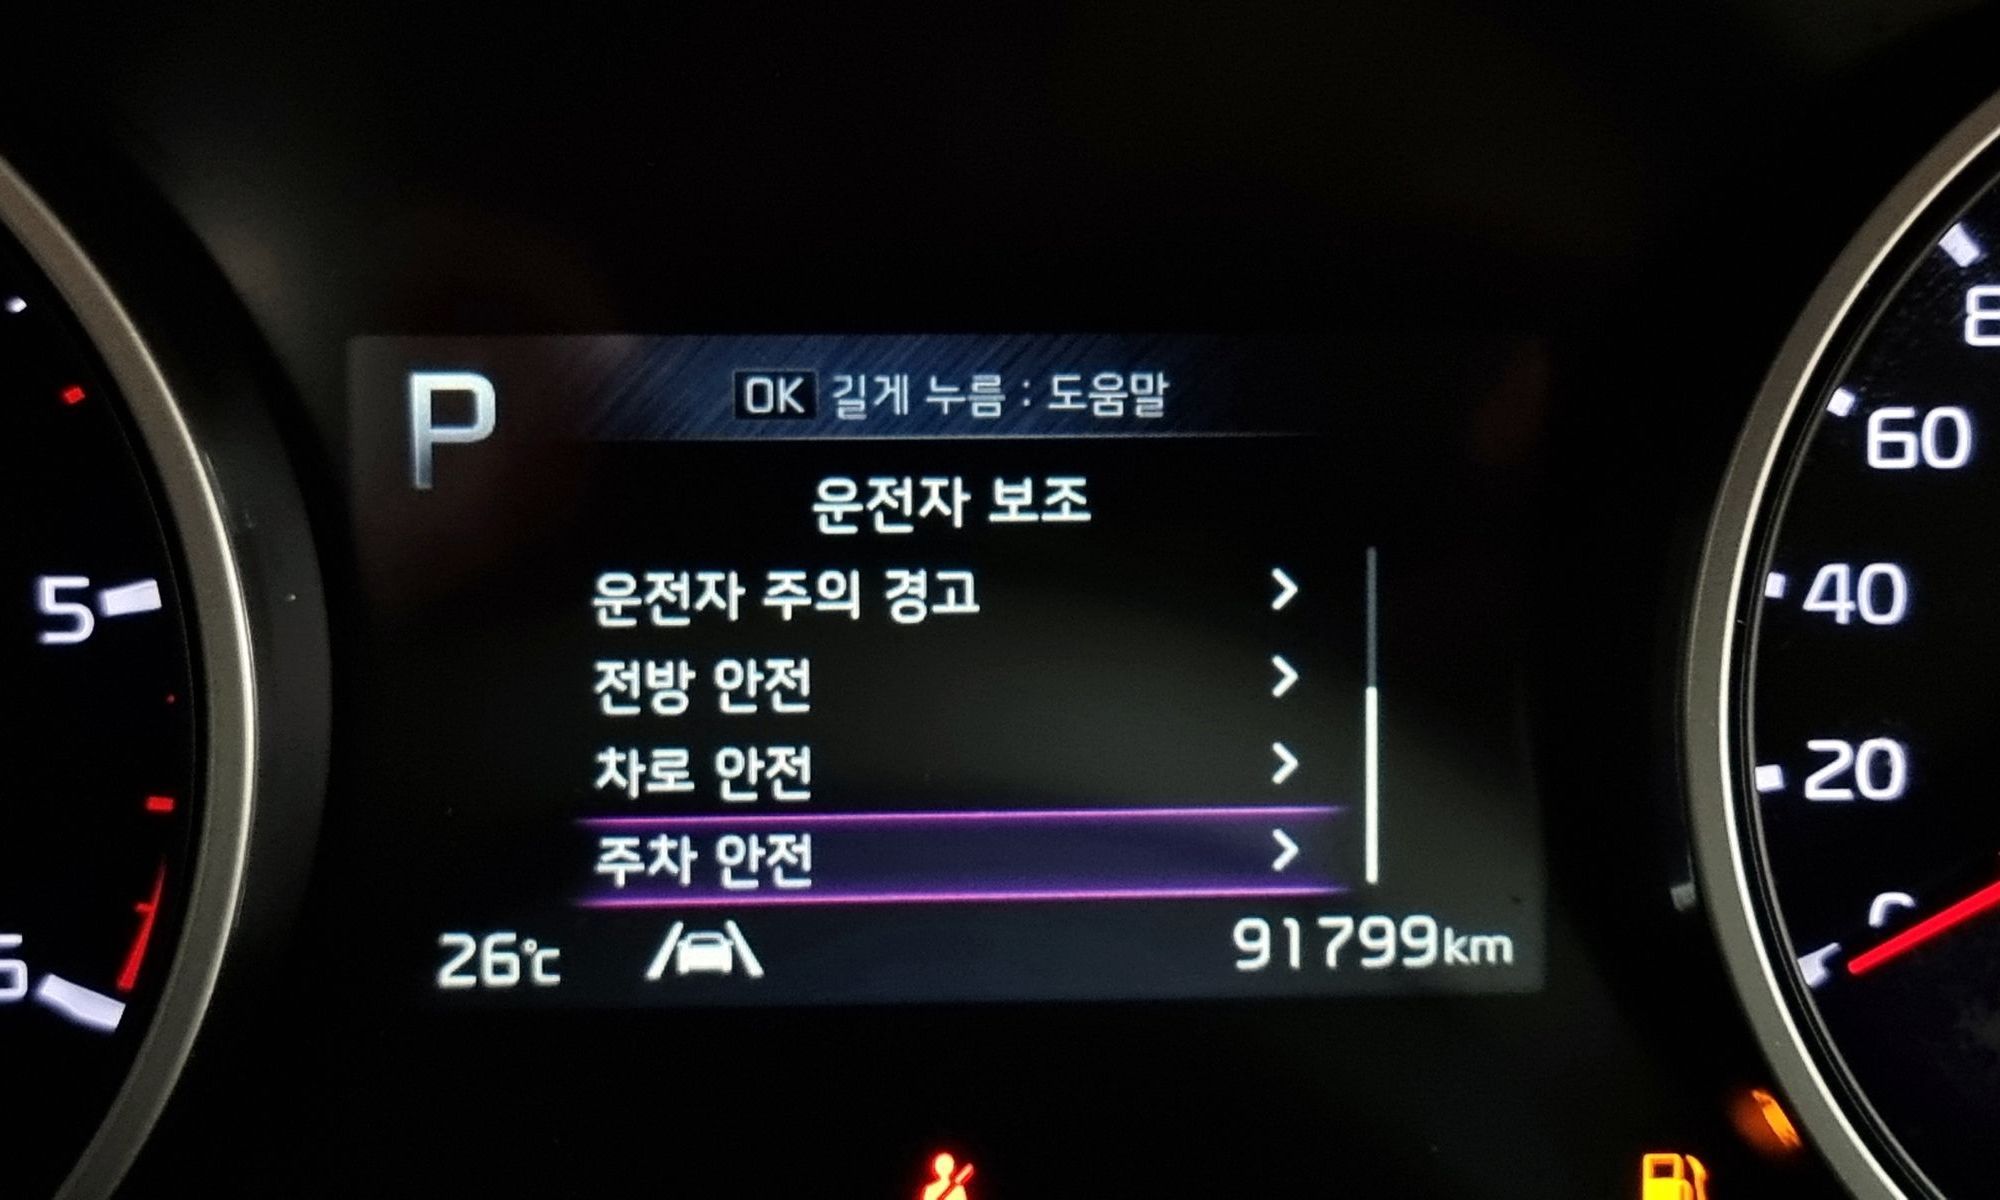 P
OK 길게 누름 : 도움말
운전자 보조
운전자 주의 경고 >
전방 안전 >
차로 안전 >
주차 안전 >
26℃
91799km
5
80
60
40
20
0